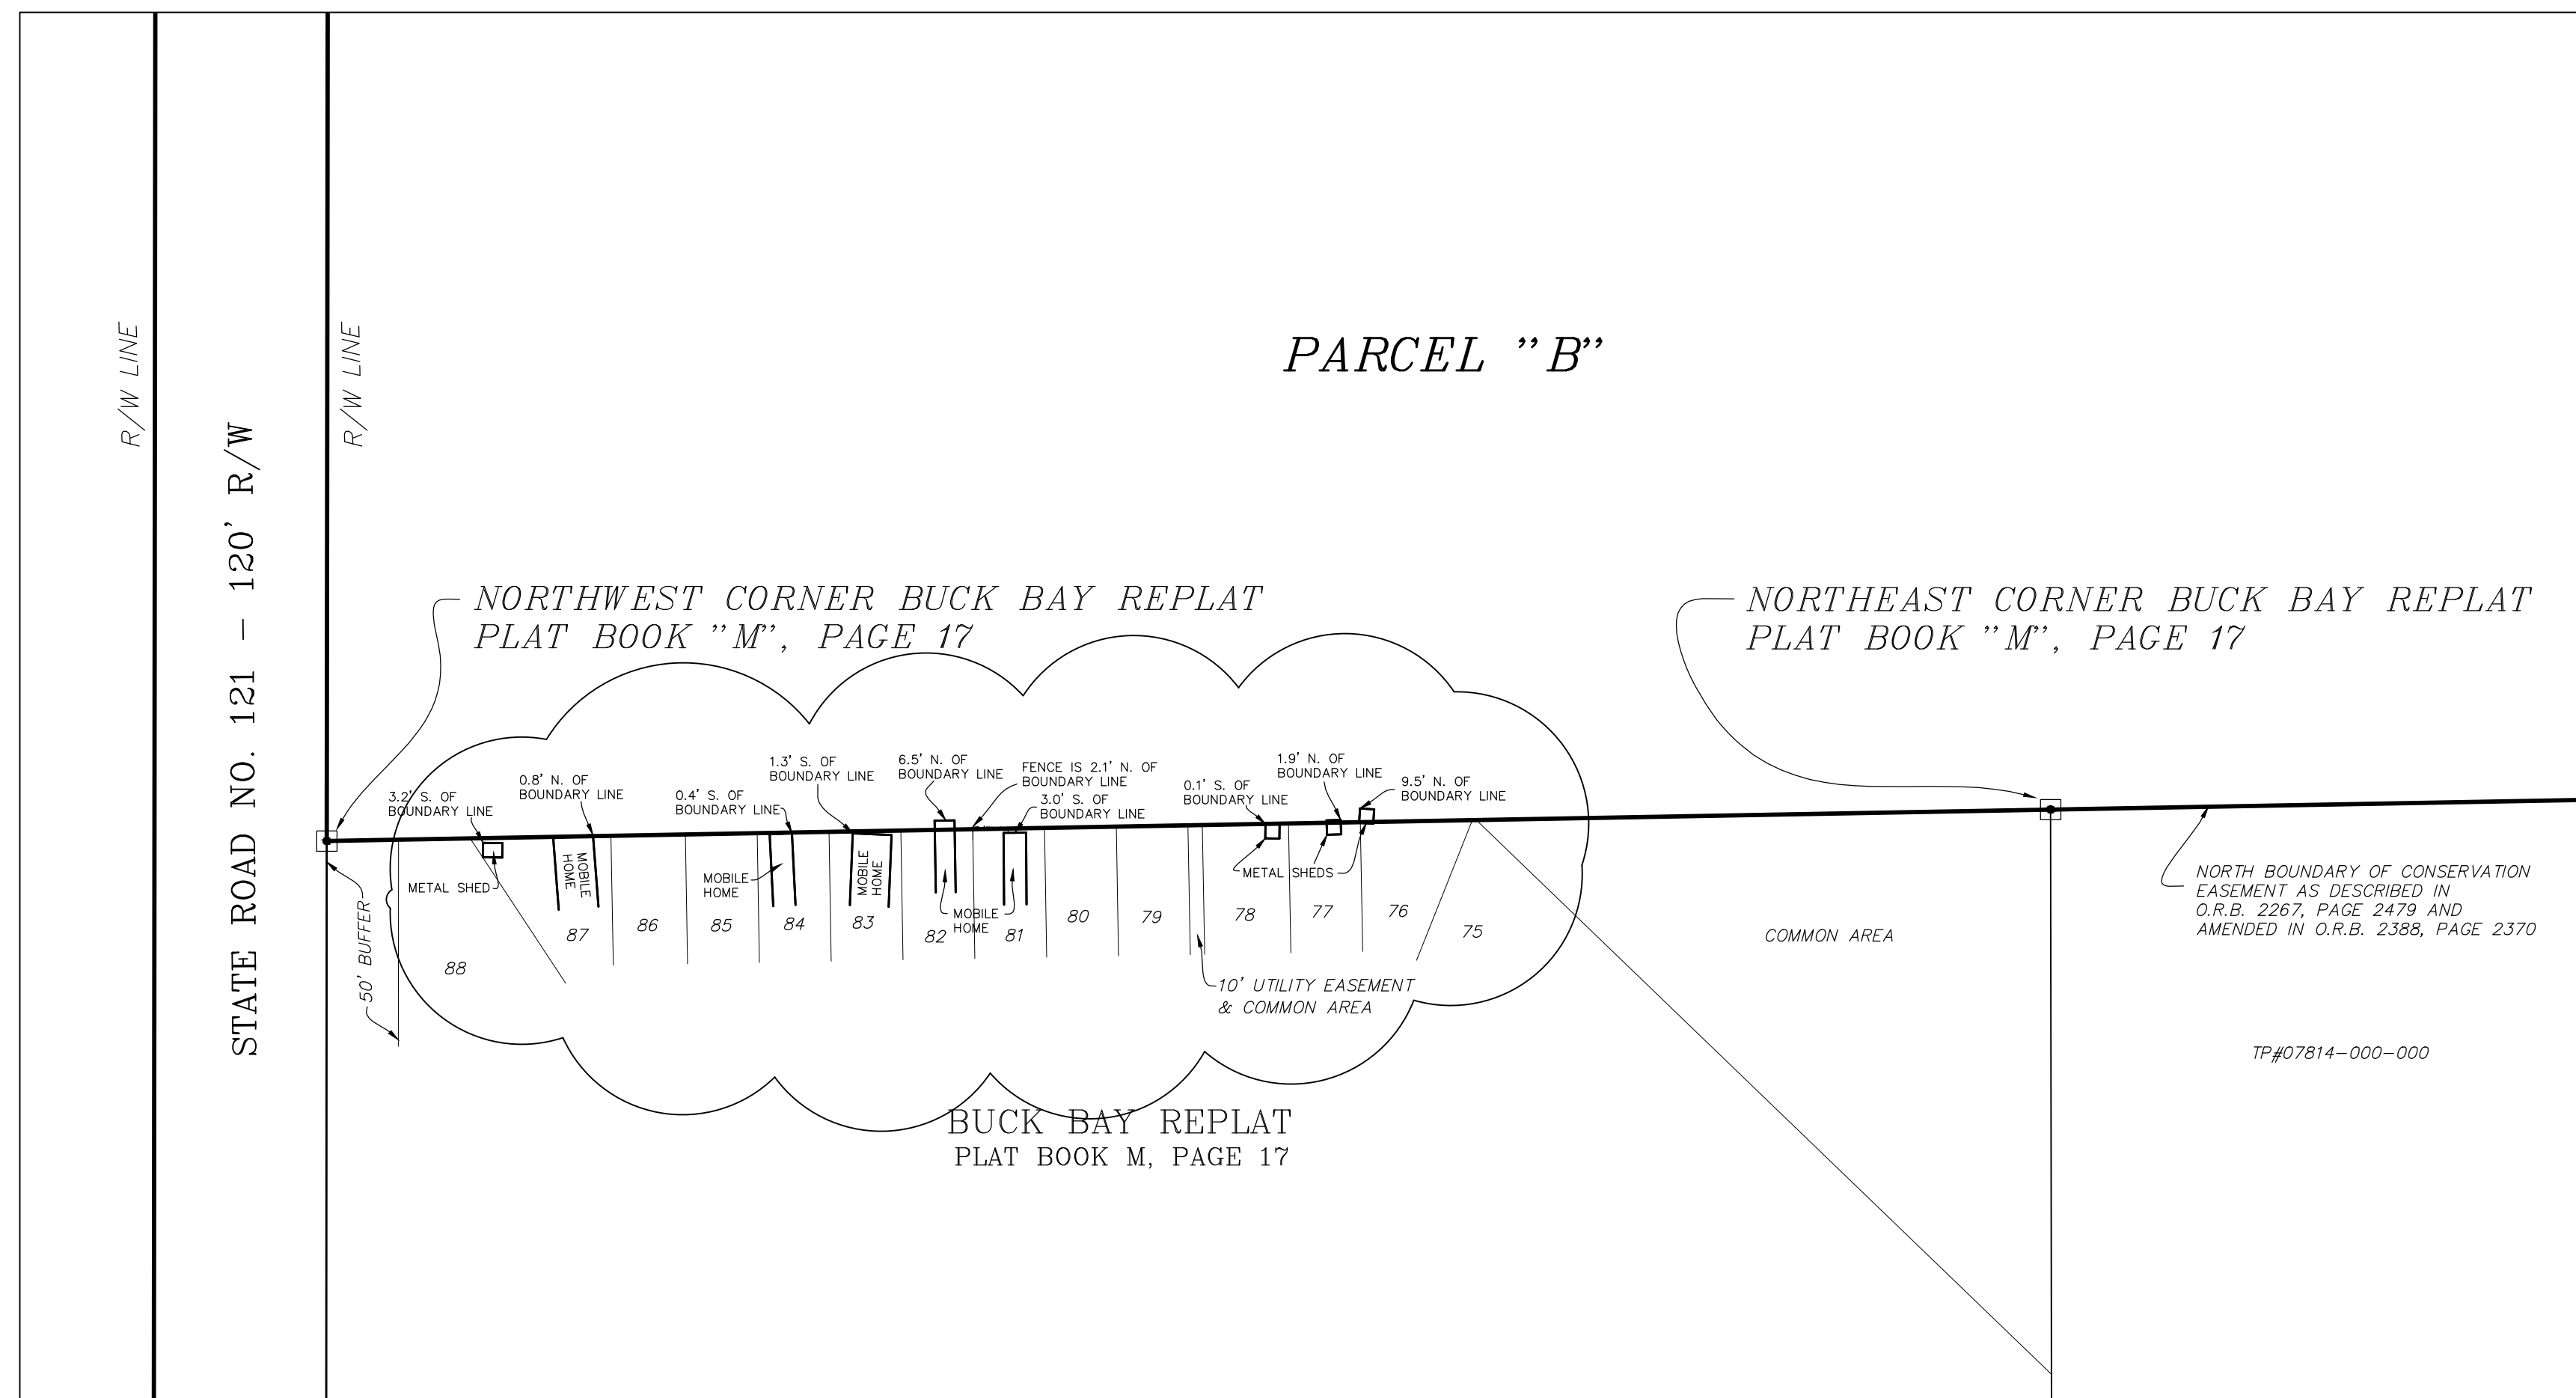 R/W LINE
R/W LINE
STATE ROAD NO. 121 - 120' R/W
PARCEL "B"
NORTHWEST CORNER BUCK BAY REPLAT
PLAT BOOK "M", PAGE 17
NORTHEAST CORNER BUCK BAY REPLAT
PLAT BOOK "M", PAGE 17
3.2' S. OF
BOUNDARY LINE
0.8' N. OF
BOUNDARY LINE
0.4' S. OF
BOUNDARY LINE
1.3' S. OF
BOUNDARY LINE
6.5' N. OF
BOUNDARY LINE
FENCE IS 2.1' N. OF
BOUNDARY LINE
3.0' S. OF
BOUNDARY LINE
0.1' S. OF
BOUNDARY LINE
1.9' N. OF
BOUNDARY LINE
9.5' N. OF
BOUNDARY LINE
METAL SHED
MOBILE
HOME
MOBILE
HOME
MOBILE
HOME
MOBILE
HOME
METAL SHEDS
50' BUFFER
88
87
86
85
84
83
82
81
80
79
78
77
76
75
10' UTILITY EASEMENT
& COMMON AREA
COMMON AREA
NORTH BOUNDARY OF CONSERVATION
EASEMENT AS DESCRIBED IN
O.R.B. 2267, PAGE 2479 AND
AMENDED IN O.R.B. 2388, PAGE 2370
TP#07814-000-000
BUCK BAY REPLAT
PLAT BOOK M, PAGE 17